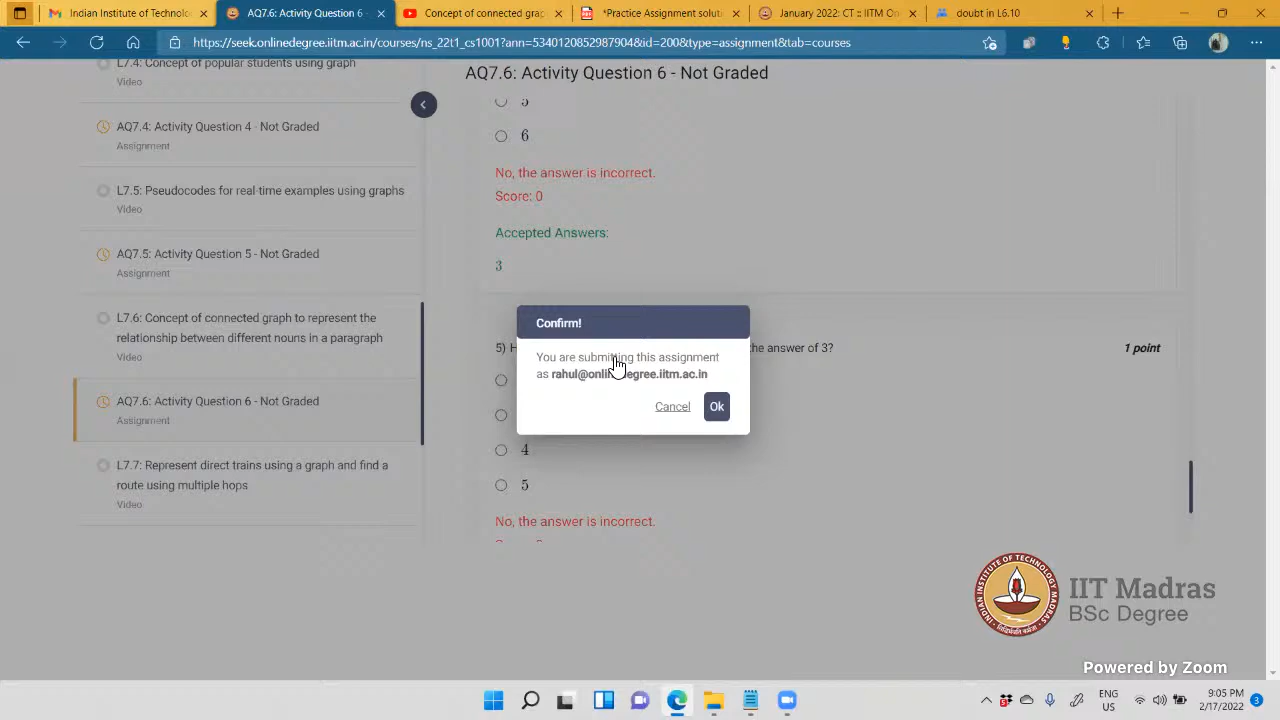 Indian Institute of Technolo
AQ7.6: Activity Question 6 -
Concept of connected graph
*Practice Assignment soluti
January 2022: CT :: IITM On
doubt in L6.10
https://seek.onlinedegree.iitm.ac.in/courses/ns_22t1_cs1001?ann=5340120852987904&id=200&type=assignment&tab=courses
L7.4: Concept of popular students using graph
Video
AQ7.4: Activity Question 4 - Not Graded
Assignment
L7.5: Pseudocodes for real-time examples using graphs
Video
AQ7.5: Activity Question 5 - Not Graded
Assignment
L7.6: Concept of connected graph to represent the
relationship between different nouns in a paragraph
Video
AQ7.6: Activity Question 6 - Not Graded
Assignment
L7.7: Represent direct trains using a graph and find a
route using multiple hops
Video
AQ7.6: Activity Question 6 - Not Graded
5
6
No, the answer is incorrect.
Score: 0
Accepted Answers:
3
5) H
the answer of 3?
1 point
4
5
No, the answer is incorrect.
Confirm!
You are submitting this assignment
as rahul@onlinedegree.iitm.ac.in
Cancel
Ok
INDIAN INSTITUTE OF TECHNOLOGY MADRAS
IIT Madras
BSc Degree
Powered by Zoom
ENG
US
9:05 PM
2/17/2022
3